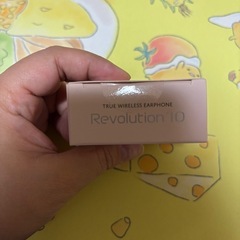 TRUE WIRELESS EARPHONE
Revolution 10